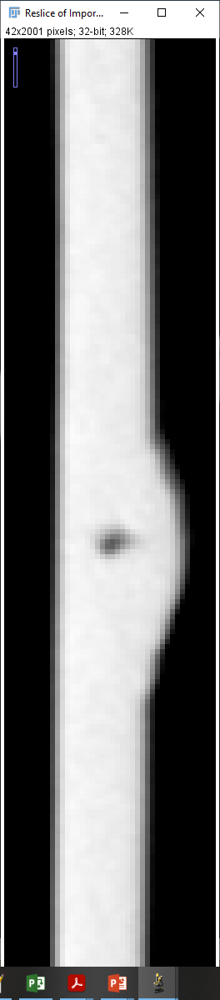 Reslice of Impor...
42x2001 pixels; 32-bit; 328K